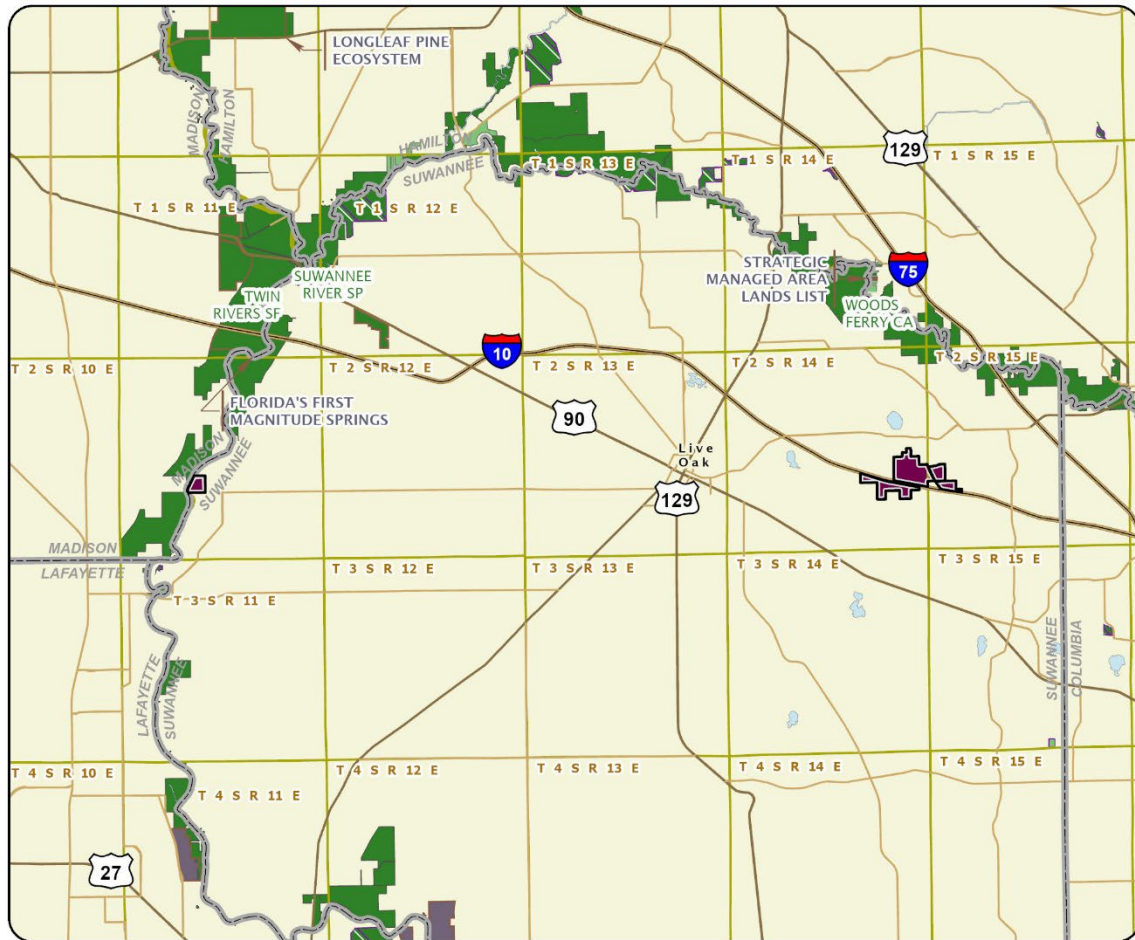 LONGLEAF PINE
ECOSYSTEM
MADISON
HAMILTON
HAMILTON
SUWANNEE
129
T 1 S R 11 E
T 1 S R 12 E
T 1 S R 13 E
T 1 S R 14 E
T 1 S R 15 E
SUWANNEE
RIVER SP
TWIN
RIVERS SF
STRATEGIC
MANAGED AREA
LANDS LIST
75
WOODS
FERRY CA
10
T 2 S R 10 E
T 2 S R 12 E
T 2 S R 13 E
T 2 S R 14 E
T 2 S R 15 E
FLORIDA'S FIRST
MAGNITUDE SPRINGS
90
MADISON
SUWANNEE
Live
Oak
129
MADISON
LAFAYETTE
T 3 S R 12 E
T 3 S R 13 E
T 3 S R 14 E
T 3 S R 15 E
T 3 S R 11 E
LAFAYETTE
SUWANNEE
SUWANNEE
COLUMBIA
T 4 S R 10 E
T 4 S R 12 E
T 4 S R 13 E
T 4 S R 14 E
T 4 S R 15 E
T 4 S R 11 E
27